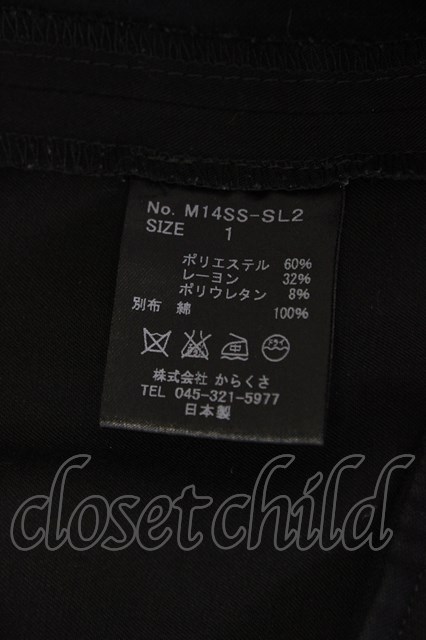 No. M14SS-SL2
SIZE 1
ポリエステル 60%
レーヨン 32%
ポリウレタン 8%
別布 綿 100%
株式会社 からくさ
TEL 045-321-5977
日本製
closetchild